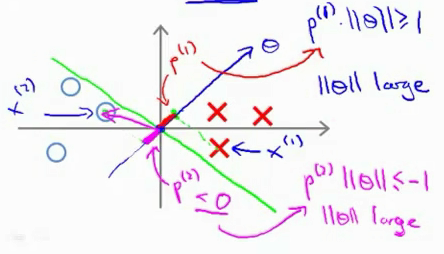 p⁽¹⁾ · ||θ|| ≥ 1
θ
p⁽¹⁾
||θ|| large
x⁽²⁾
x⁽¹⁾
p⁽²⁾ < 0
p⁽²⁾ ||θ|| ≤ -1
||θ|| large